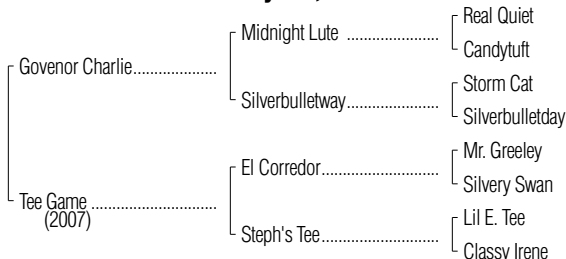 Real Quiet
Midnight Lute ...................
Candytuft
Govenor Charlie.....................
Storm Cat
Silverbulletway.......................
Silverbulletday
Mr. Greeley
El Corredor.............................
Silvery Swan
Tee Game ...............................
(2007)
Lil E. Tee
Steph's Tee.............................
Classy Irene